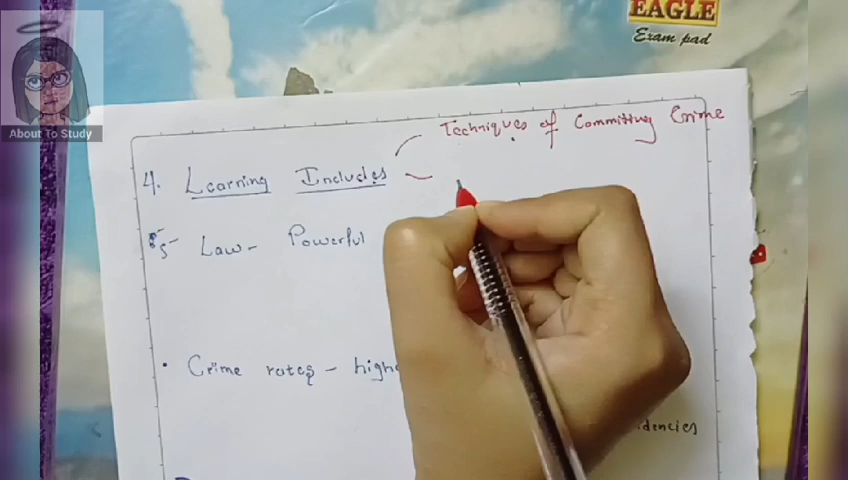 EAGLE
Exam pad
About To Study
Techniques of Committing Crime
4. Learning Includes
5- Law- Powerful
• Crime rates - high